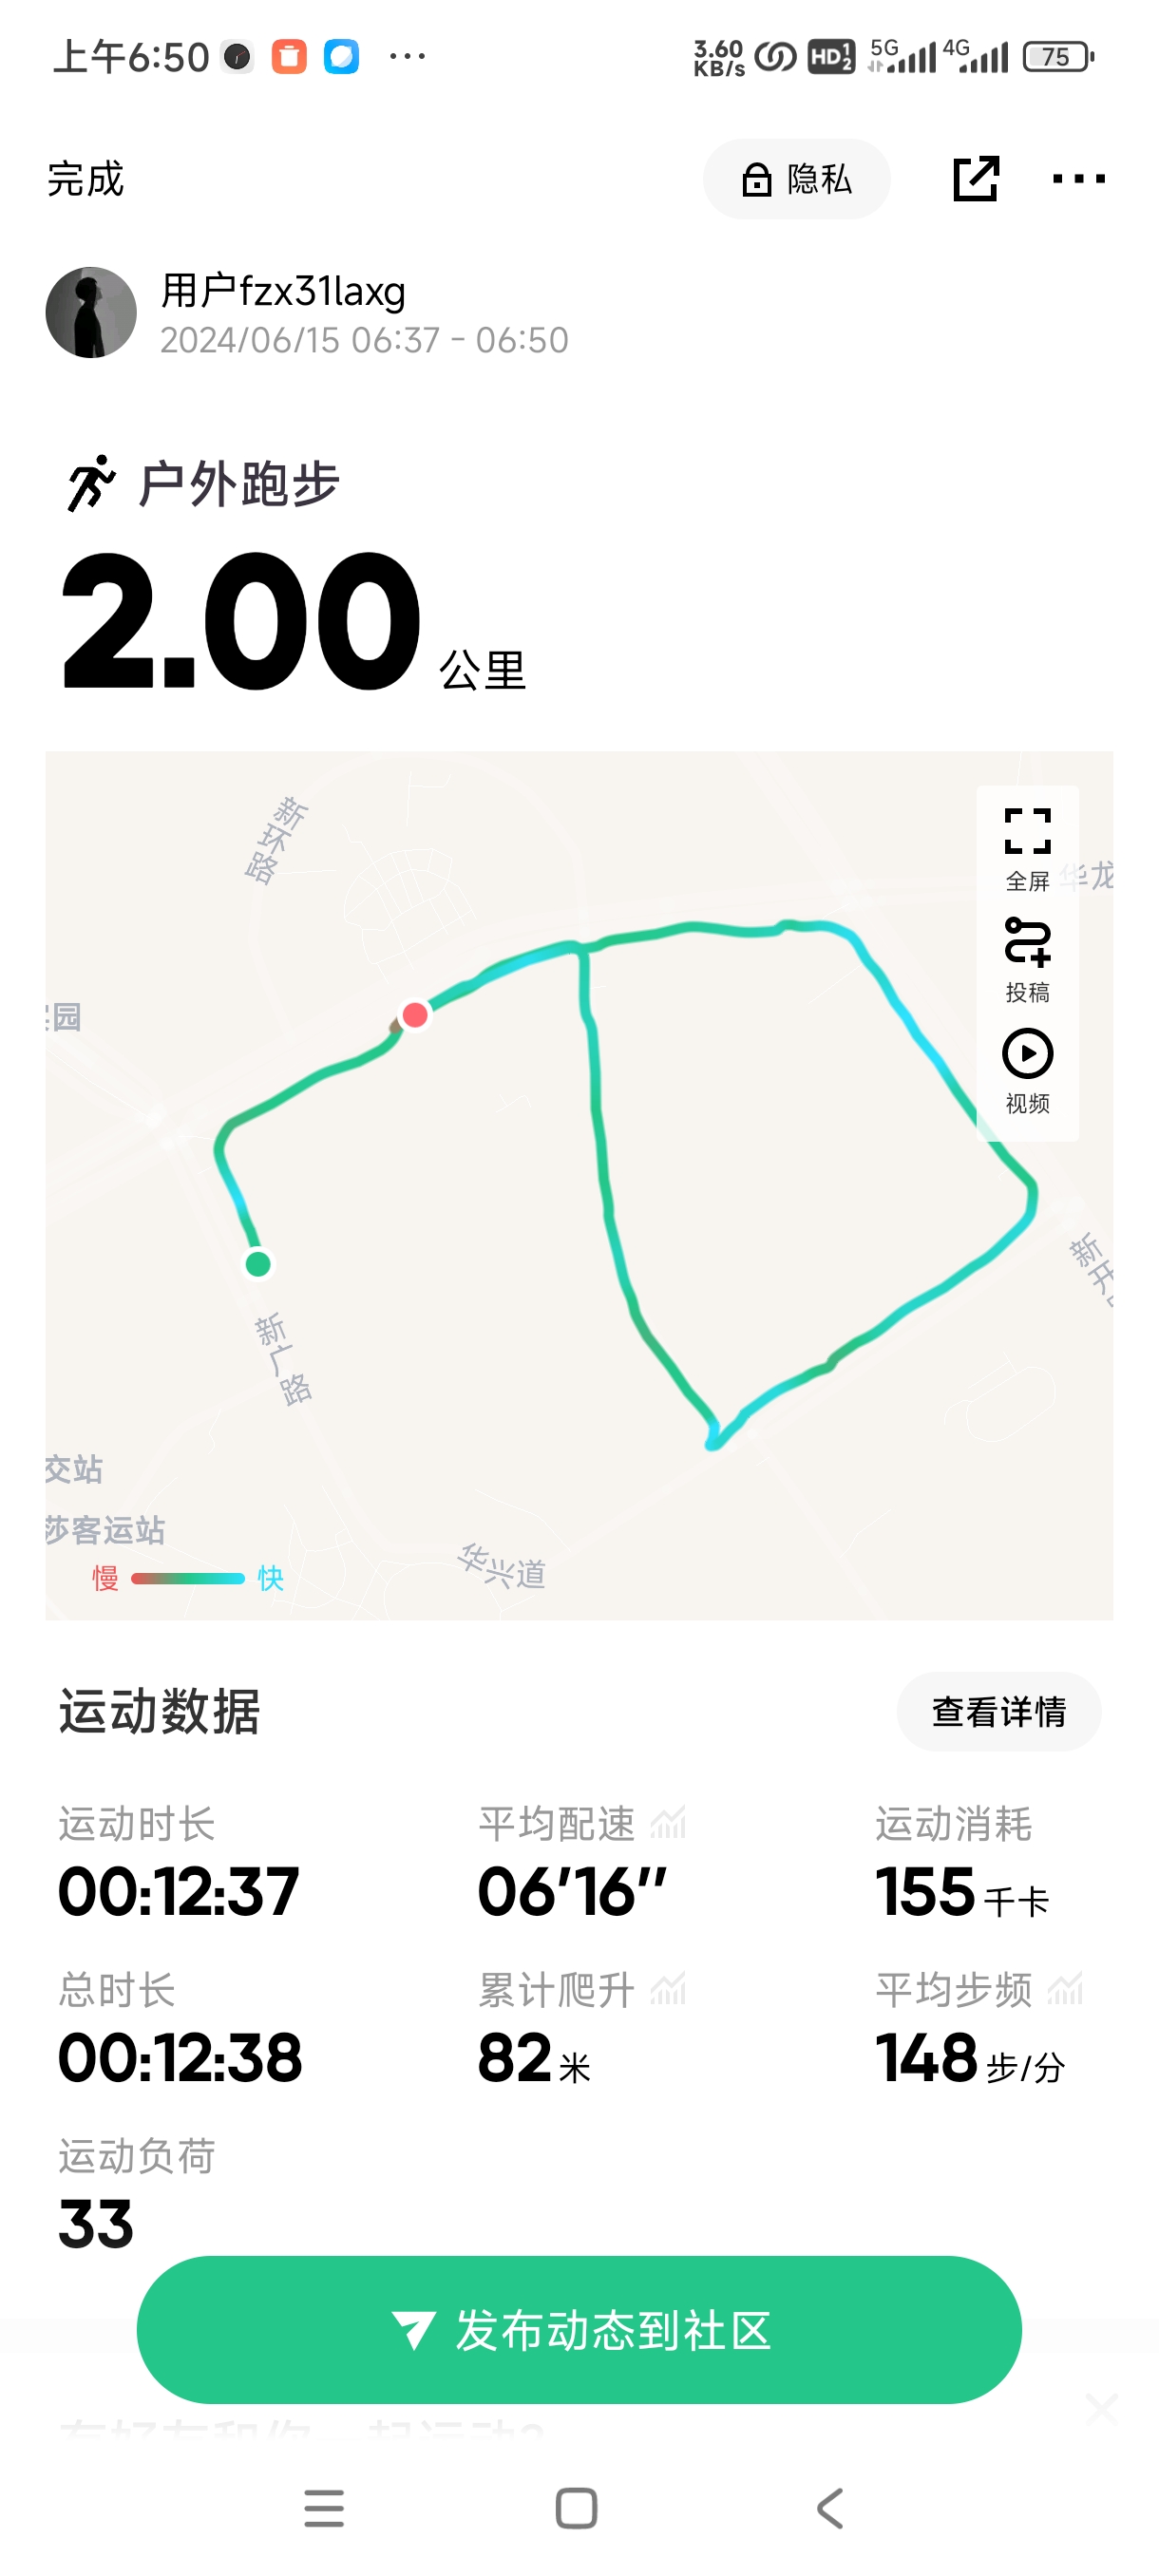 上午6:50
3.60 KB/s HD 1 2 5G 4G 75
完成
隐私
用户fzx31laxg
2024/06/15 06:37 - 06:50
户外跑步
2.00 公里
新环路
全屏
华龙
投稿
园
视频
新开
新广路
交站
莎客运站
华兴道
慢 快
运动数据
查看详情
运动时长 平均配速 运动消耗
00:12:37 06'16'' 155 千卡
总时长 累计爬升 平均步频
00:12:38 82 米 148 步/分
运动负荷
33
发布动态到社区